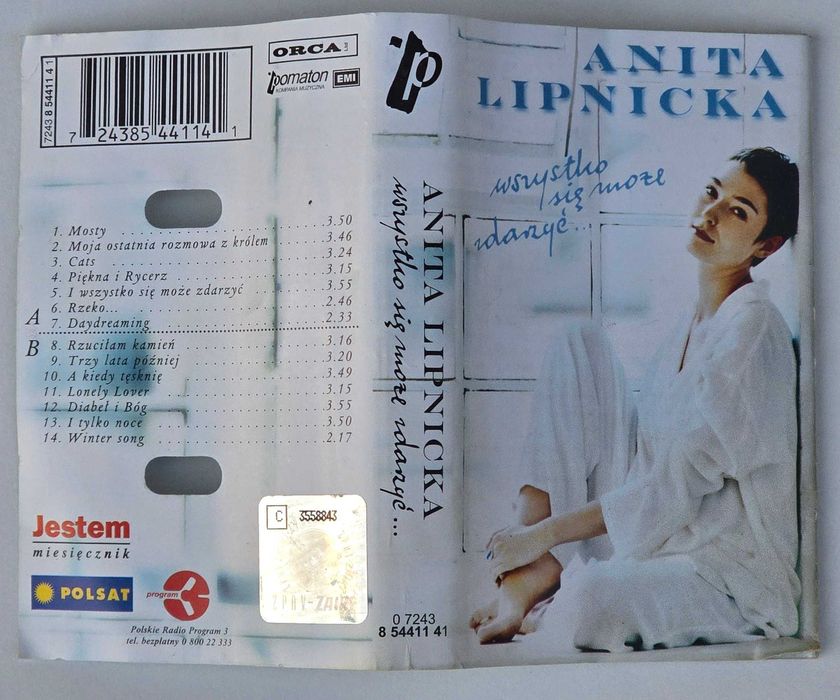 7243 8 54411 4 1
7 24385 44114 1
ORCA Ltd
pomaton
KOMPANIA MUZYCZNA
EMI
1. Mosty 3.50
2. Moja ostatnia rozmowa z królem 3.46
3. Cats 3.24
4. Piękna i Rycerz 3.15
5. I wszystko się może zdarzyć 3.55
6. Rzeko... 2.46
A 7. Daydreaming 2.33
B 8. Rzuciłam kamień 3.16
9. Trzy lata później 3.20
10. A kiedy tęsknię 3.49
11. Lonely Lover 3.15
12. Diabeł i Bóg 3.55
13. I tylko noce 3.50
14. Winter song 2.17
Jestem
miesięcznik
POLSAT
program 3
Polskie Radio Program 3
tel. bezpłatny 0 800 22 333
C 3558843
ZPAV-ZAIKS
p
ANITA LIPNICKA
wszystko się może zdarzyć...
0 7243
8 54411 41
ANITA
LIPNICKA
wszystko
się może
zdarzyć...